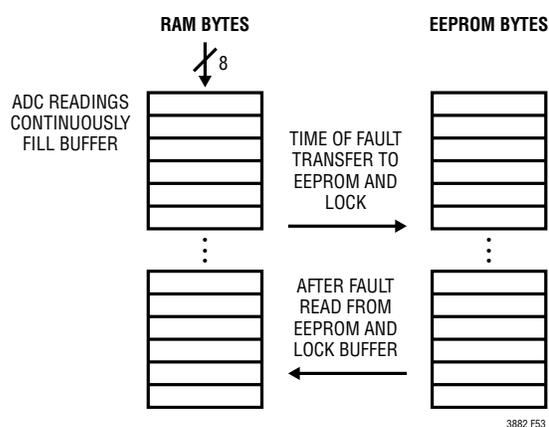 RAM BYTES
EEPROM BYTES
8
ADC READINGS
CONTINUOUSLY
FILL BUFFER
TIME OF FAULT
TRANSFER TO
EEPROM AND
LOCK
AFTER FAULT
READ FROM
EEPROM AND
LOCK BUFFER
3882 F53